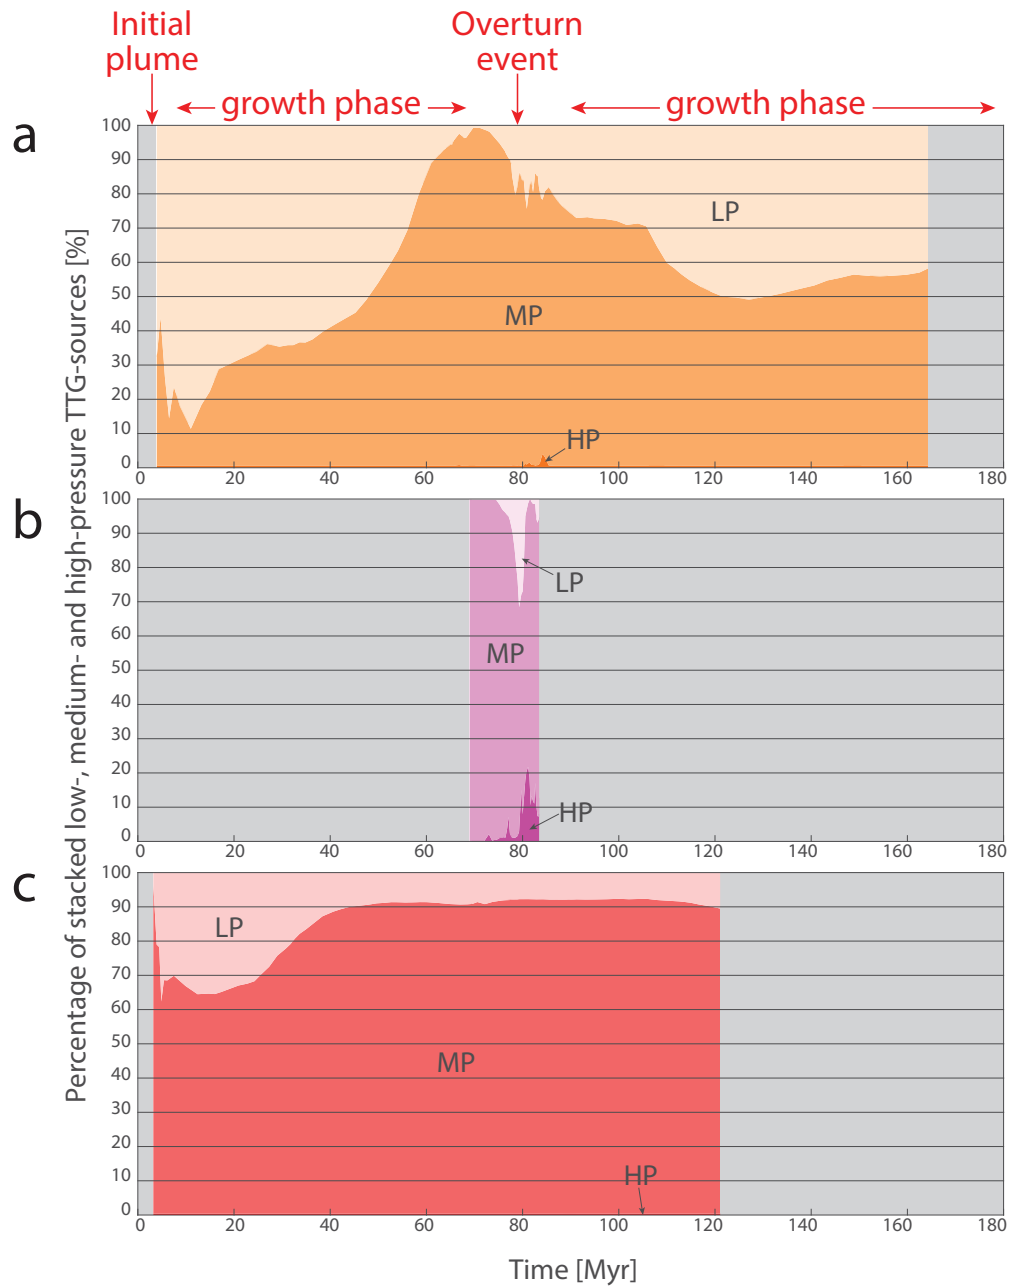 Initial plume
Overturn event
growth phase
growth phase
a
100
90
80
70
60
50
40
30
20
10
0
LP
MP
HP
0 20 40 60 80 100 120 140 160 180
b
100
90
80
70
60
50
40
30
20
10
0
LP
MP
HP
0 20 40 60 80 100 120 140 160 180
c
100
90
80
70
60
50
40
30
20
10
0
LP
MP
HP
0 20 40 60 80 100 120 140 160 180
Percentage of stacked low-, medium- and high-pressure TTG-sources [%]
Time [Myr]